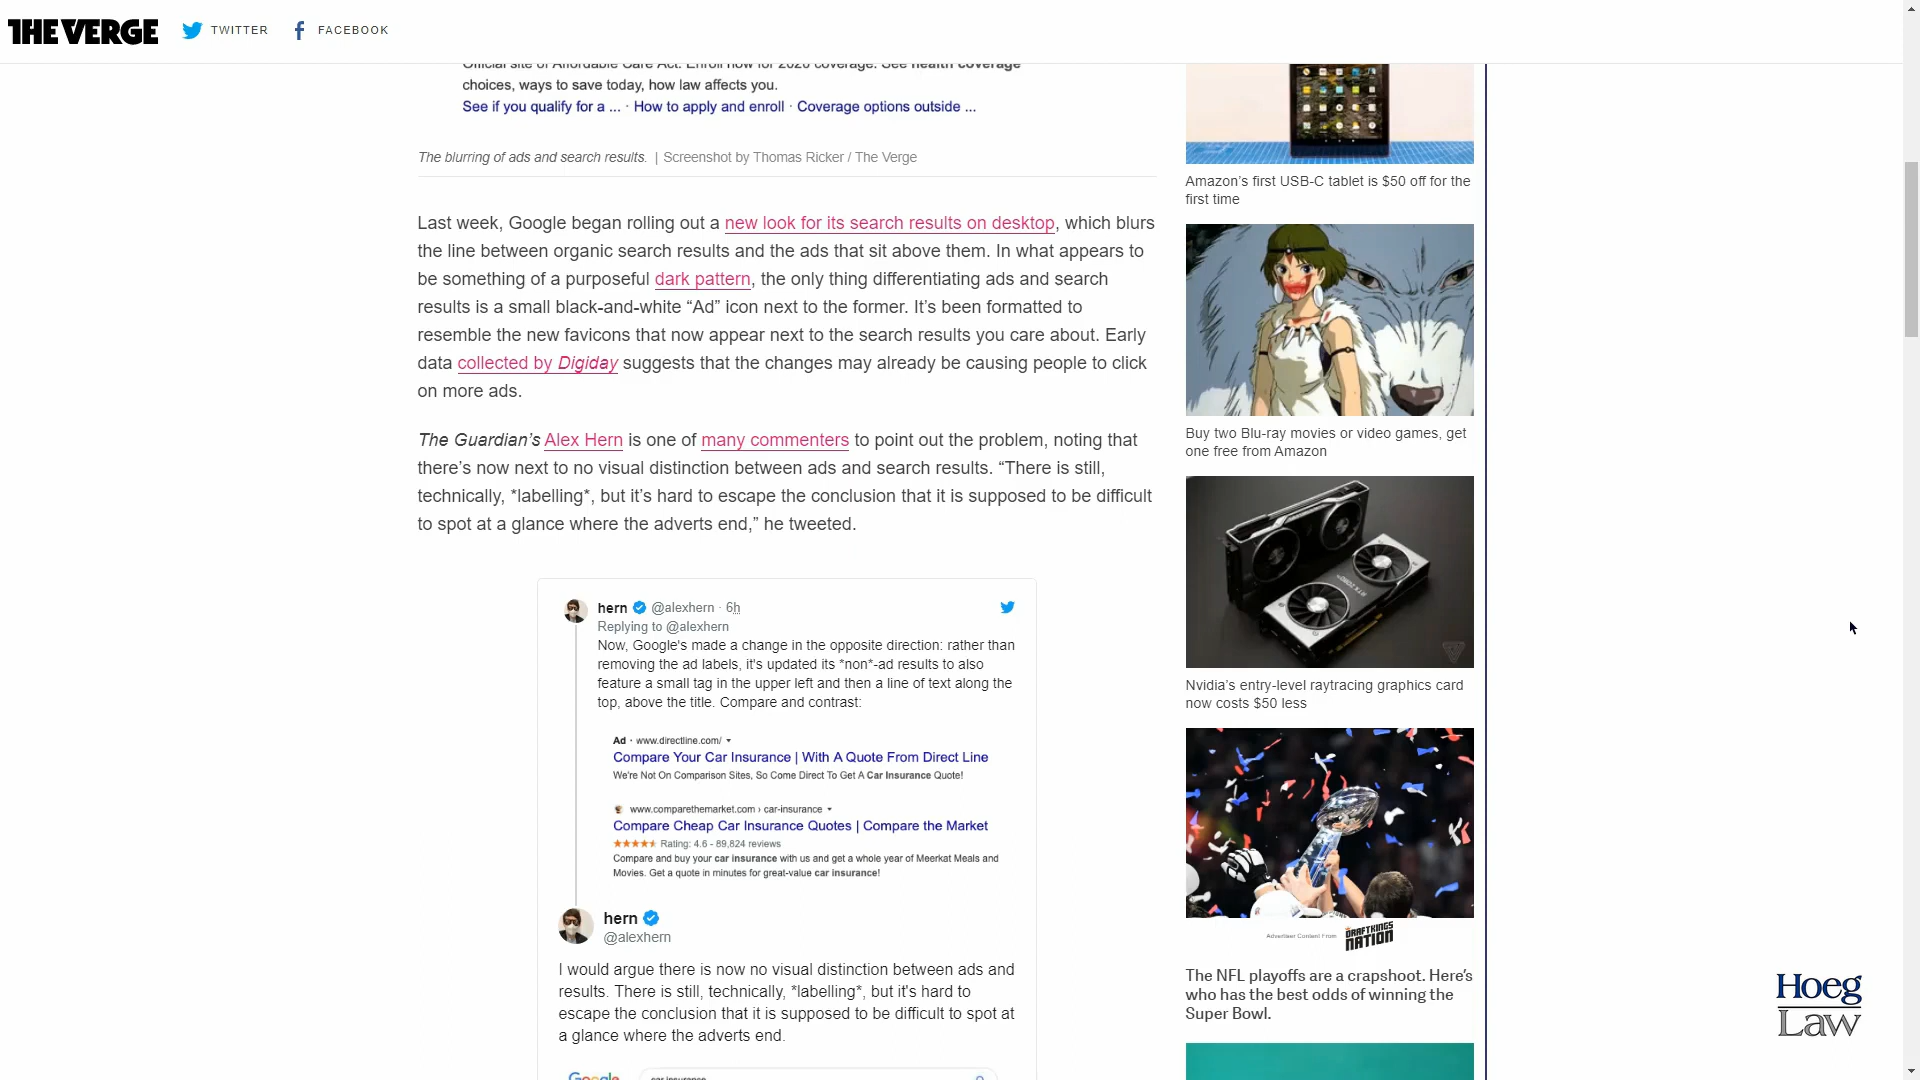 THE VERGE
TWITTER
FACEBOOK
Official site of Affordable Care Act. Enroll now for 2020 coverage. See health coverage
choices, ways to save today, how law affects you.
See if you qualify for a ... · How to apply and enroll · Coverage options outside ...
The blurring of ads and search results. | Screenshot by Thomas Ricker / The Verge
Last week, Google began rolling out a new look for its search results on desktop, which blurs
the line between organic search results and the ads that sit above them. In what appears to
be something of a purposeful dark pattern, the only thing differentiating ads and search
results is a small black-and-white “Ad” icon next to the former. It’s been formatted to
resemble the new favicons that now appear next to the search results you care about. Early
data collected by Digiday suggests that the changes may already be causing people to click
on more ads.
The Guardian’s Alex Hern is one of many commenters to point out the problem, noting that
there’s now next to no visual distinction between ads and search results. “There is still,
technically, *labelling*, but it’s hard to escape the conclusion that it is supposed to be difficult
to spot at a glance where the adverts end,” he tweeted.
hern @alexhern · 6h
Replying to @alexhern
Now, Google's made a change in the opposite direction: rather than
removing the ad labels, it's updated its *non*-ad results to also
feature a small tag in the upper left and then a line of text along the
top, above the title. Compare and contrast:
Ad · www.directline.com/
Compare Your Car Insurance | With A Quote From Direct Line
We're Not On Comparison Sites, So Come Direct To Get A Car Insurance Quote!
www.comparethemarket.com › car-insurance
Compare Cheap Car Insurance Quotes | Compare the Market
Rating: 4.6 - 89,824 reviews
Compare and buy your car insurance with us and get a whole year of Meerkat Meals and
Movies. Get a quote in minutes for great-value car insurance!
hern
@alexhern
I would argue there is now no visual distinction between ads and
results. There is still, technically, *labelling*, but it's hard to
escape the conclusion that it is supposed to be difficult to spot at
a glance where the adverts end.
Google
car insurance
Amazon’s first USB-C tablet is $50 off for the
first time
Buy two Blu-ray movies or video games, get
one free from Amazon
RTX 2080
Nvidia’s entry-level raytracing graphics card
now costs $50 less
Advertiser Content From
DRAFTKINGS
NATION
The NFL playoffs are a crapshoot. Here’s
who has the best odds of winning the
Super Bowl.
Hoeg
Law